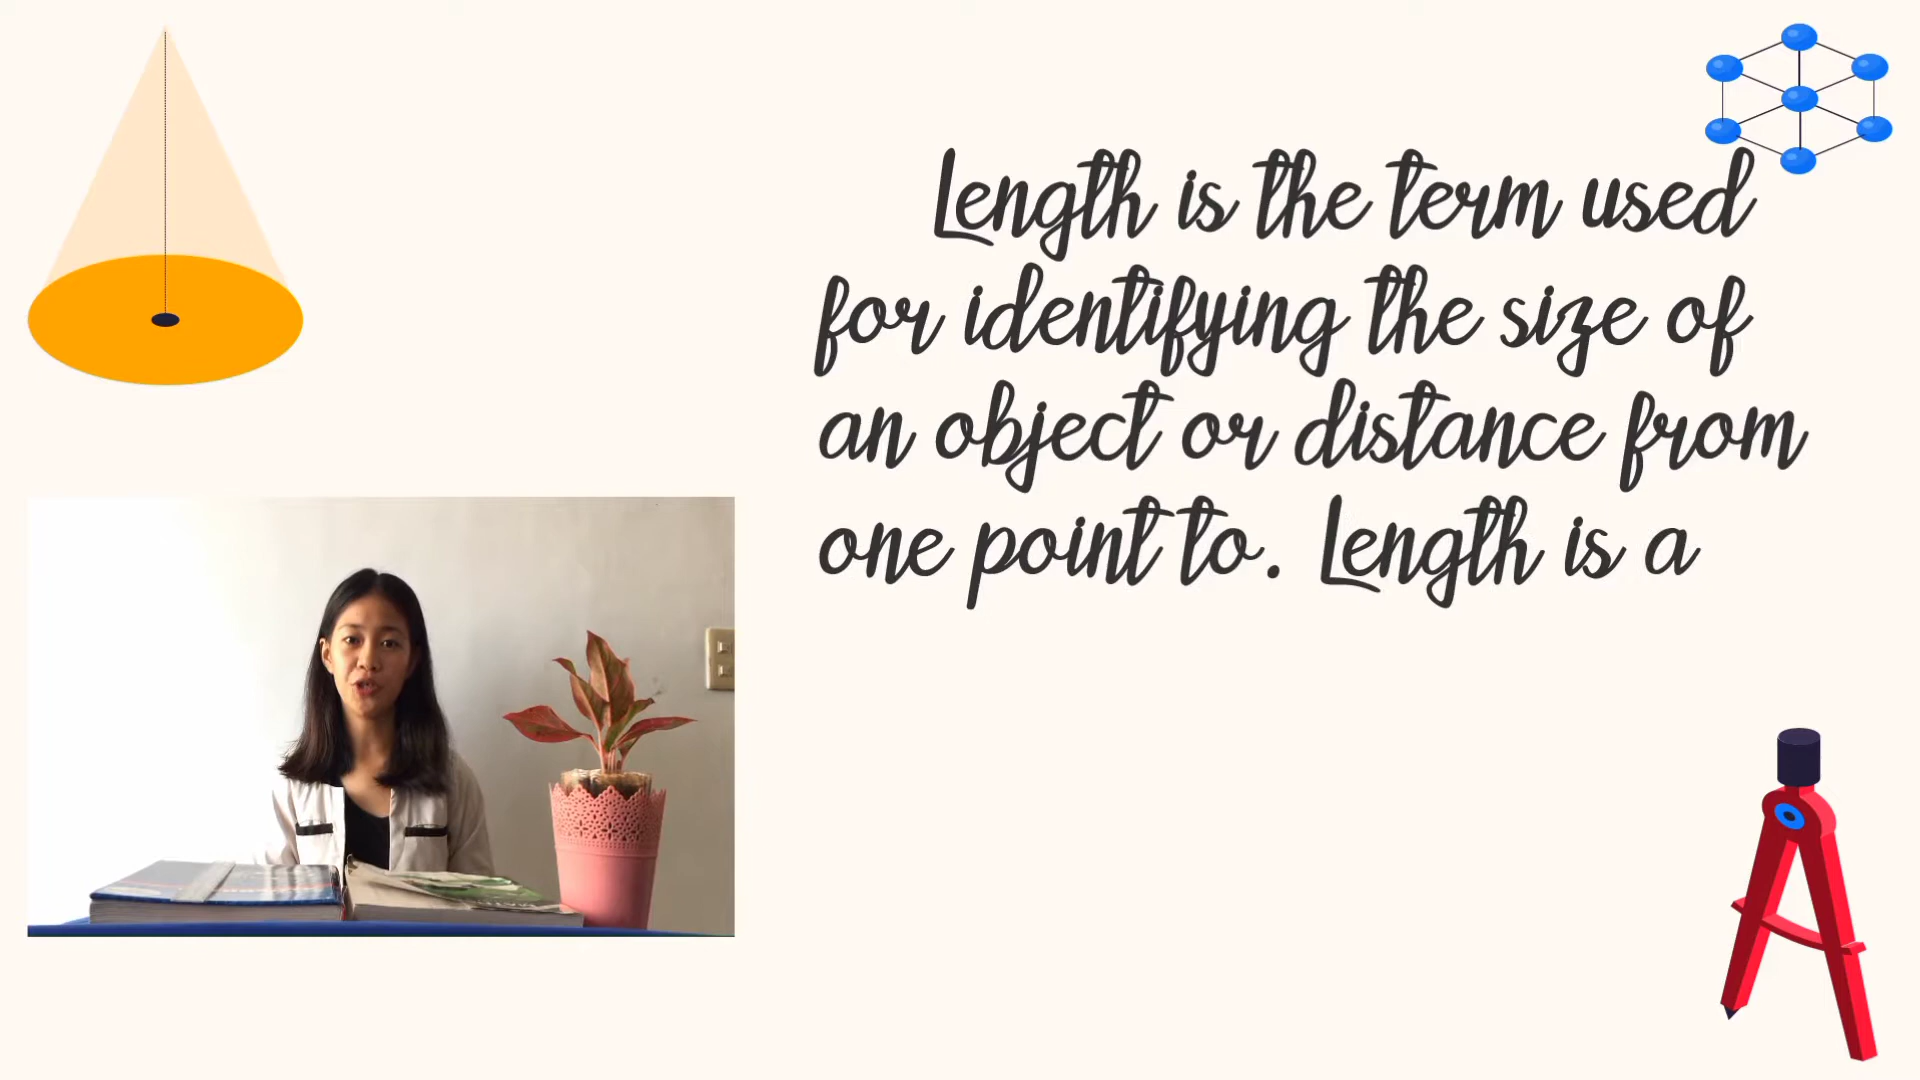 Length is the term used
for identifying the size of
an object or distance from
one point to. Length is a